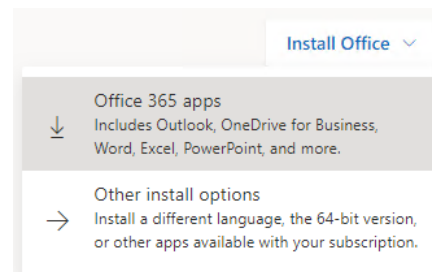 Install Office
Office 365 apps
Includes Outlook, OneDrive for Business,
Word, Excel, PowerPoint, and more.
Other install options
Install a different language, the 64-bit version,
or other apps available with your subscription.